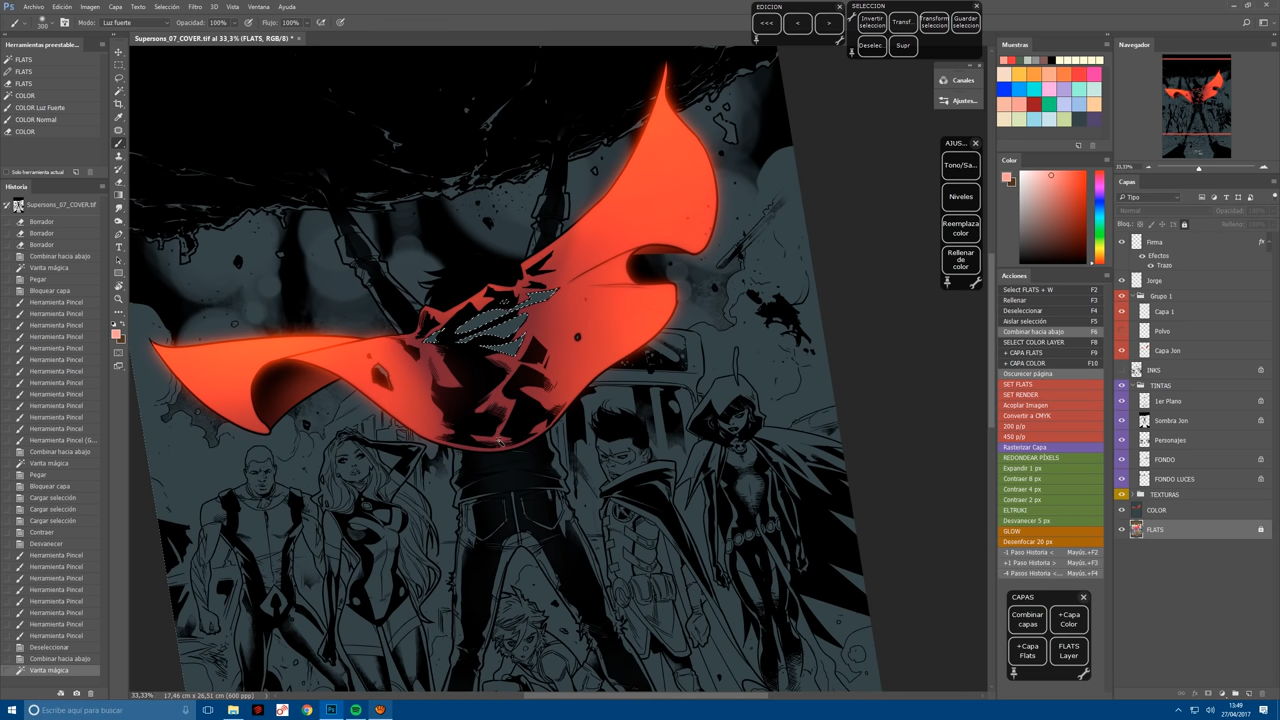 Archivo Edición Imagen Capa Texto Selección Filtro 3D Vista Ventana Ayuda
300 Modo: Luz fuerte Opacidad: 100% Flujo: 100%
Supersons_07_COVER.tif al 33,3% (FLATS, RGB/8) * ×
Herramientas preestable...
FLATS
FLATS
FLATS
COLOR
COLOR Luz Fuerte
COLOR Normal
COLOR
Solo herramienta actual
Historia
Supersons_07_COVER.tif
Borrador
Borrador
Borrador
Combinar hacia abajo
Varita mágica
Pegar
Bloquear capa
Herramienta Pincel
Herramienta Pincel
Herramienta Pincel
Herramienta Pincel
Herramienta Pincel
Herramienta Pincel
Herramienta Pincel
Herramienta Pincel
Herramienta Pincel
Herramienta Pincel
Herramienta Pincel
Herramienta Pincel
Herramienta Pincel (G...
Combinar hacia abajo
Varita mágica
Pegar
Bloquear capa
Cargar selección
Cargar selección
Cargar selección
Contraer
Desvanecer
Herramienta Pincel
Herramienta Pincel
Herramienta Pincel
Herramienta Pincel
Herramienta Pincel
Herramienta Pincel
Herramienta Pincel
Herramienta Pincel
Deseleccionar
Combinar hacia abajo
Varita mágica
EDICION
<<< < >
SELECCION
Invertir seleccion
Transf...
Transform seleccion
Guardar seleccion
Deselec...
Supr
Canales
Ajustes...
AJUS...
Tono/Sa...
Niveles
Reemplaza color
Rellenar de color
Muestras
Color
Acciones
Select FLATS + W F2
Rellenar F3
Deseleccionar F4
Aislar selección F5
Combinar hacia abajo F6
SELECT COLOR LAYER F8
+ CAPA FLATS F9
+ CAPA COLOR F10
Oscurecer página
SET FLATS
SET RENDER
Acoplar Imagen
Convertir a CMYK
200 p/p
450 p/p
Rasterizar Capa
REDONDEAR PÍXELS
Expandir 1 px
Contraer 8 px
Contraer 4 px
Contraer 2 px
ELTRUKI
Desvanecer 5 px
GLOW
Desenfocar 20 px
-1 Paso Historia < Mayús.+F2
+1 Paso Historia > Mayús.+F3
-4 Pasos Historia <... Mayús.+F4
CAPAS
Combinar capas
+Capa Color
+Capa Flats
FLATS Layer
Navegador
33,33%
Capas
Tipo
Normal Opacidad:
Bloq.: Relleno:
Firma fx
Efectos
Trazo
Jorge
Grupo 1
Capa 1
Polvo
Capa Jon
INKS
TINTAS
1er Plano
Sombra Jon
Personajes
FONDO
FONDO LUCES
TEXTURAS
COLOR
FLATS
33,33% 17,46 cm x 26,51 cm (600 ppp)
Escribe aquí para buscar
13:49
27/04/2017